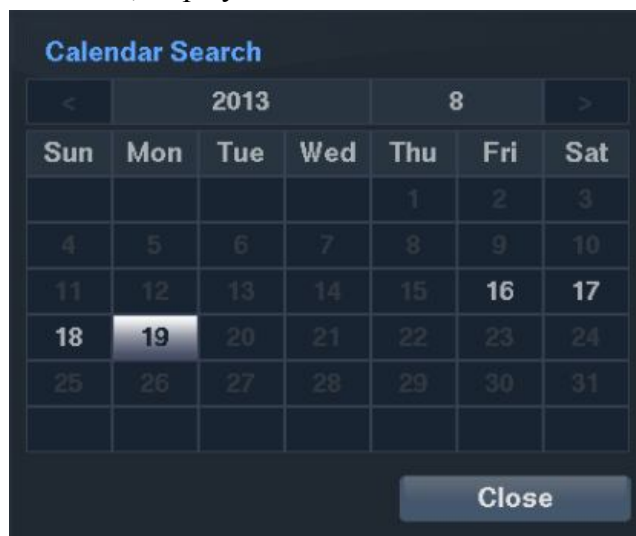 Calendar Search
< 2013 8 >
Sun Mon Tue Wed Thu Fri Sat
1 2 3
4 5 6 7 8 9 10
11 12 13 14 15 16 17
18 19 20 21 22 23 24
25 26 27 28 29 30 31
Close